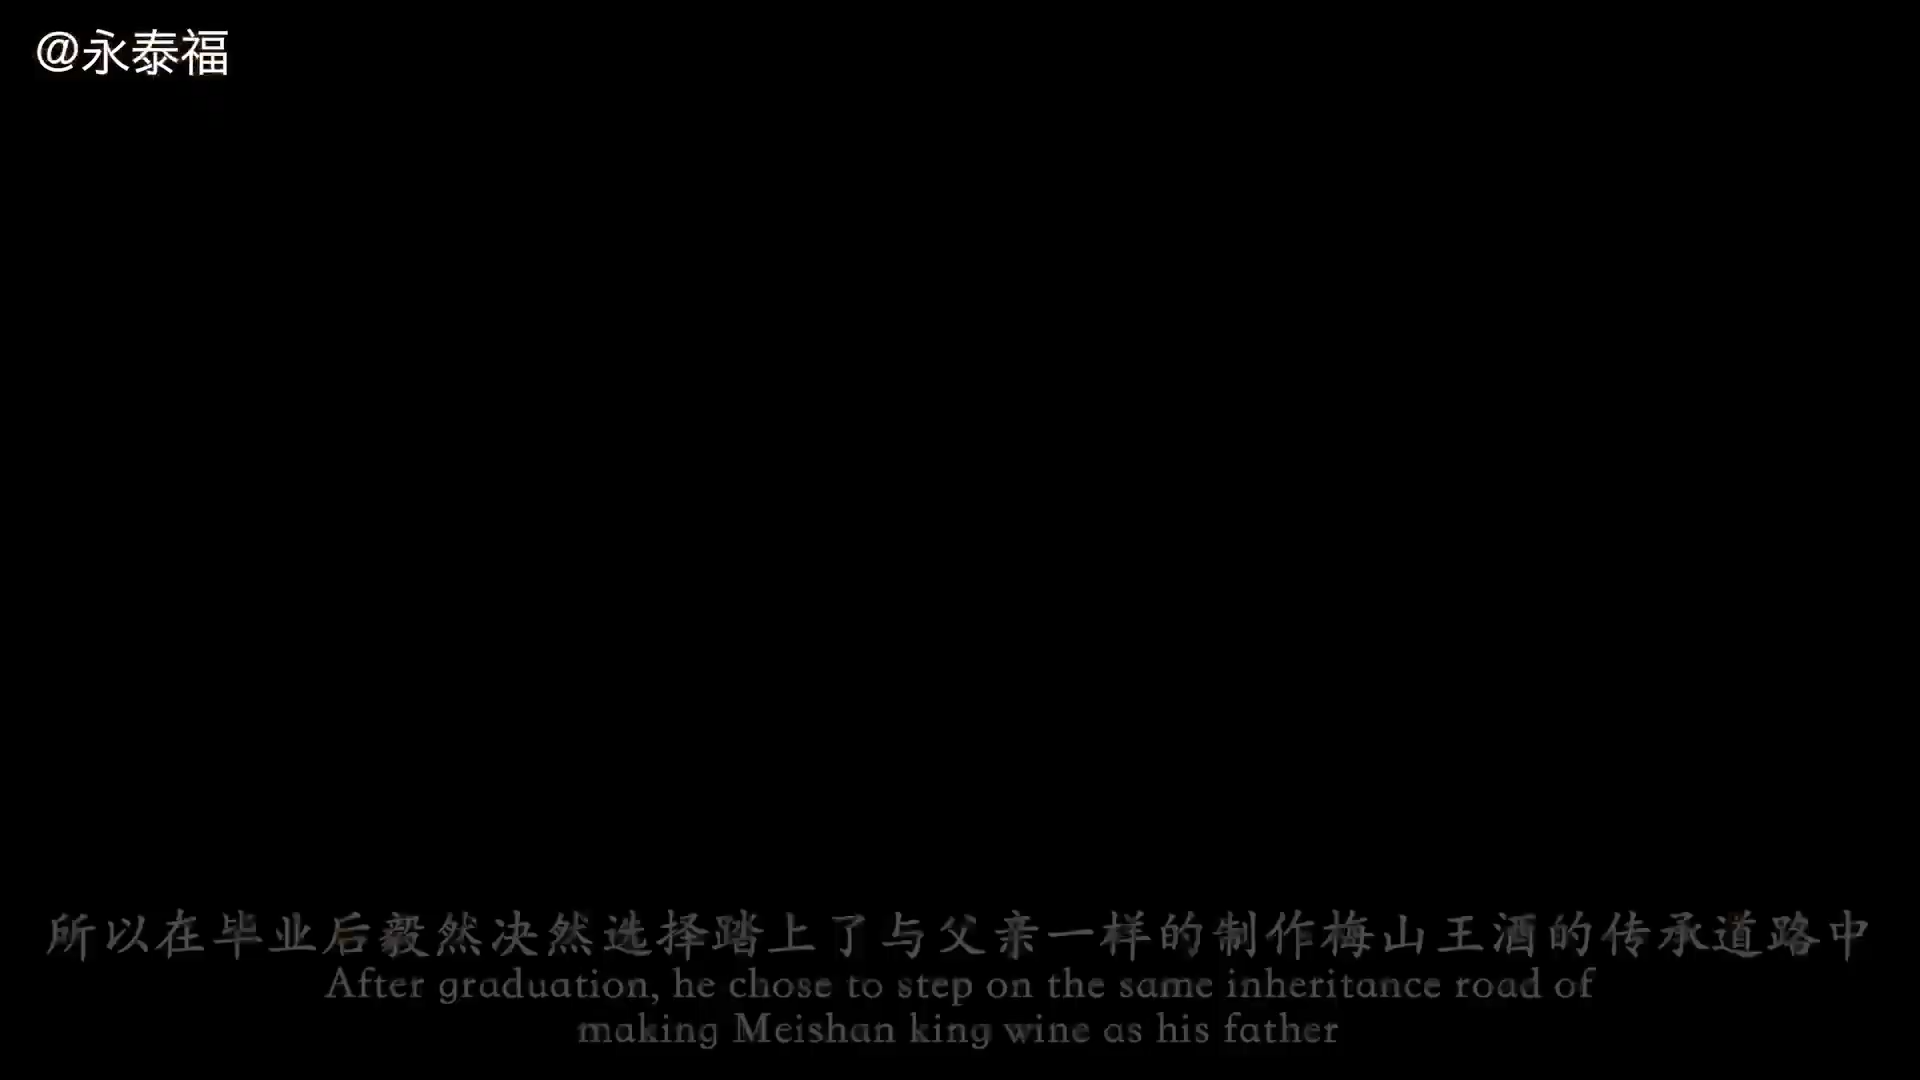 @永泰福
所以在毕业后毅然决然选择踏上了与父亲一样的制作梅山王酒的传承道路中
After graduation, he chose to step on the same inheritance road of
making Meishan king wine as his father